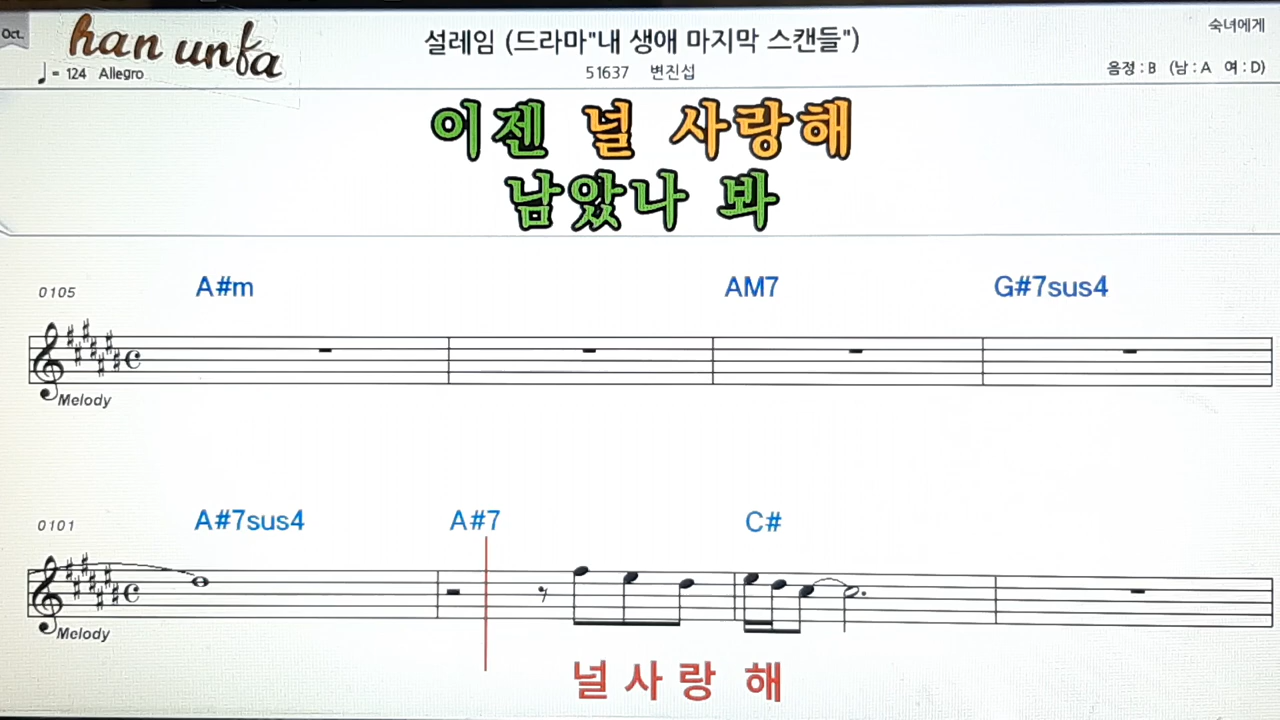 Oct.
han unfa
설레임 (드라마"내 생애 마지막 스캔들")
숙녀에게
♩= 124 Allegro
51637 변진섭
음정 : B (남 : A 여 : D)
이젠 널 사랑해
남았나 봐
0105
A#m AM7 G#7sus4
Melody
0101
A#7sus4 A#7 C#
Melody
널 사 랑 해